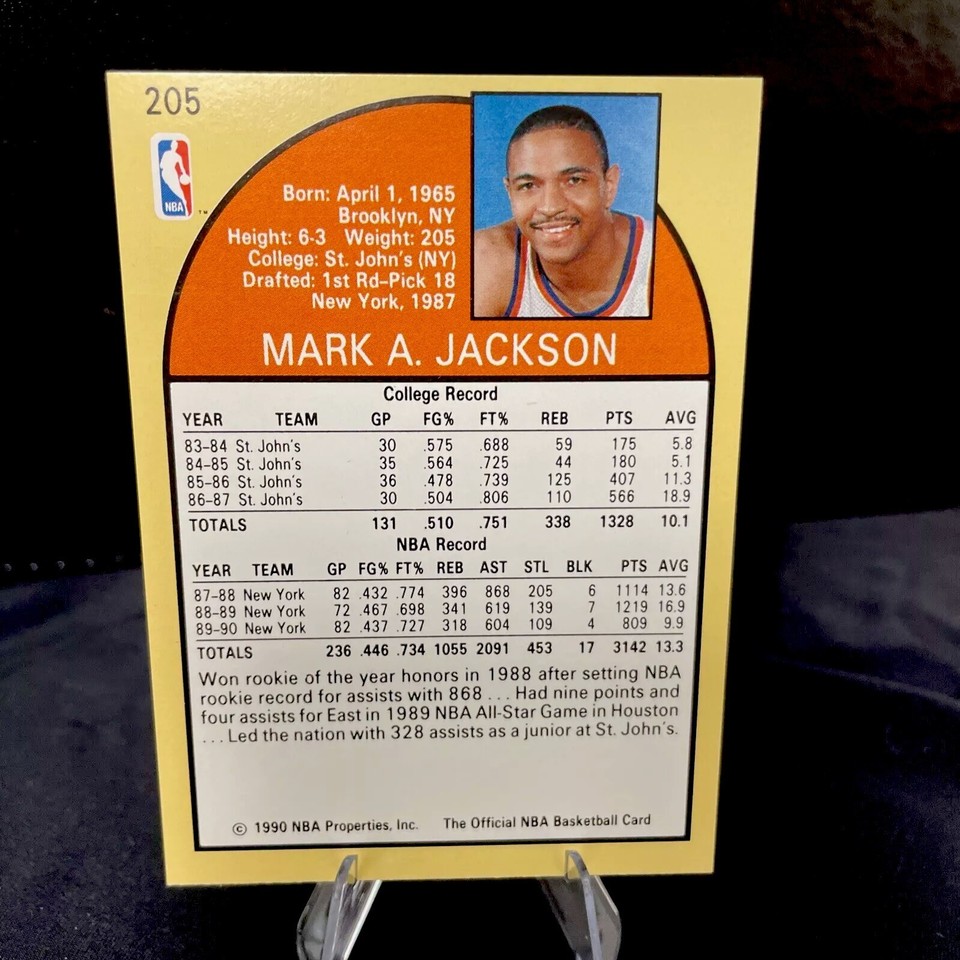 205
NBA
TM
Born: April 1, 1965
Brooklyn, NY
Height: 6-3 Weight: 205
College: St. John's (NY)
Drafted: 1st Rd–Pick 18
New York, 1987
MARK A. JACKSON
College Record
YEAR TEAM GP FG% FT% REB PTS AVG
83–84 St. John's 30 .575 .688 59 175 5.8
84–85 St. John's 35 .564 .725 44 180 5.1
85–86 St. John's 36 .478 .739 125 407 11.3
86–87 St. John's 30 .504 .806 110 566 18.9
TOTALS 131 .510 .751 338 1328 10.1
NBA Record
YEAR TEAM GP FG% FT% REB AST STL BLK PTS AVG
87–88 New York 82 .432 .774 396 868 205 6 1114 13.6
88–89 New York 72 .467 .698 341 619 139 7 1219 16.9
89–90 New York 82 .437 .727 318 604 109 4 809 9.9
TOTALS 236 .446 .734 1055 2091 453 17 3142 13.3
Won rookie of the year honors in 1988 after setting NBA
rookie record for assists with 868 . . . Had nine points and
four assists for East in 1989 NBA All-Star Game in Houston
. . . Led the nation with 328 assists as a junior at St. John's.
© 1990 NBA Properties, Inc. The Official NBA Basketball Card